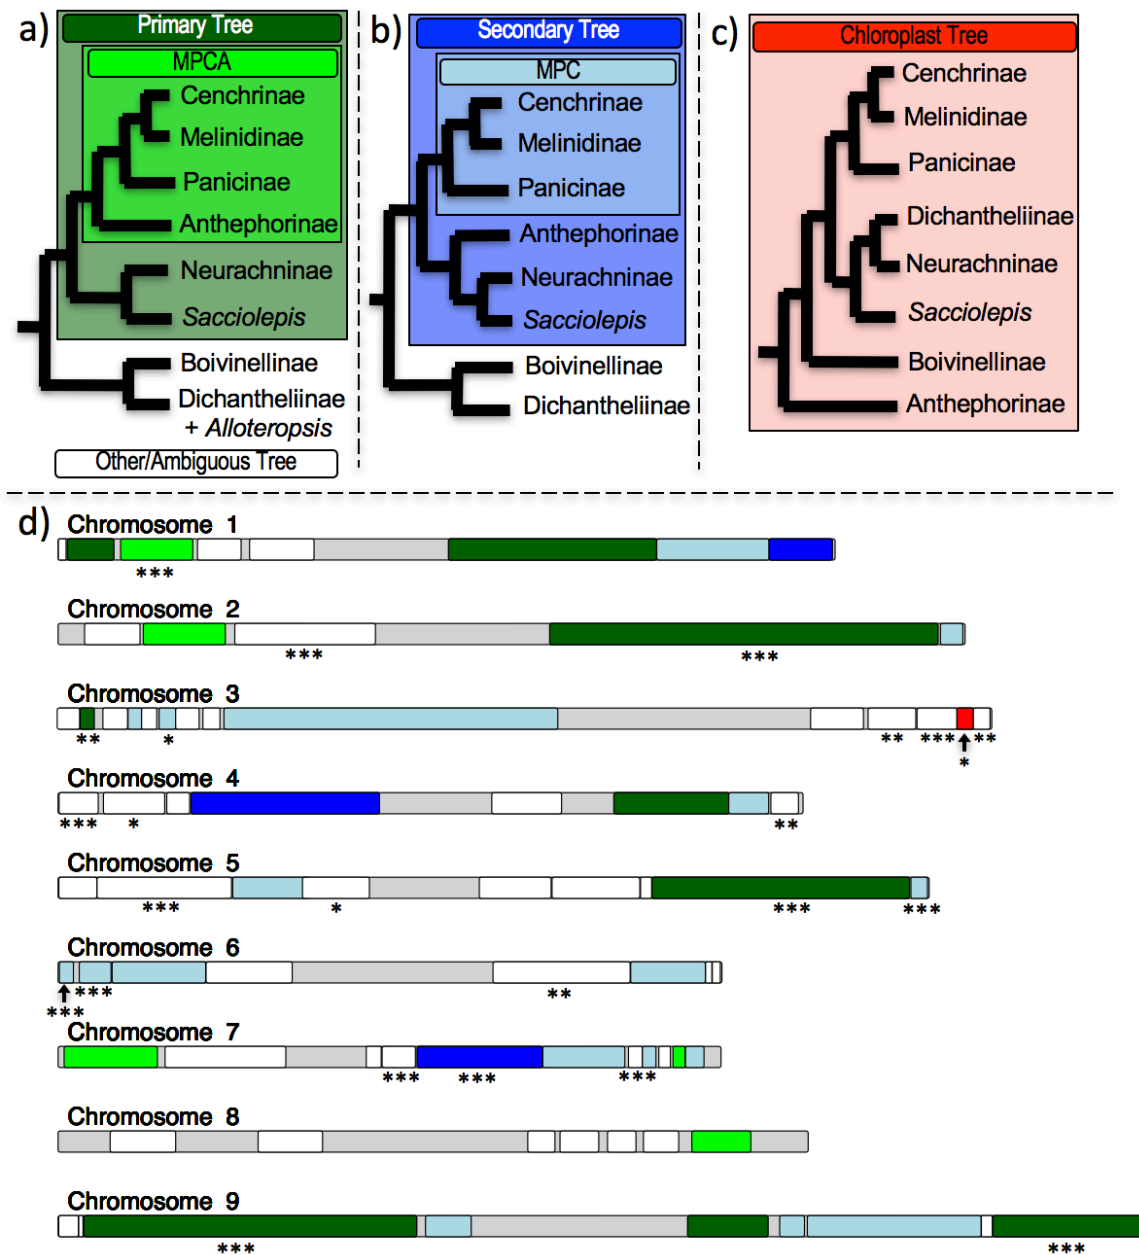 a)
Primary Tree
MPCA
Cenchrinae
Melinidinae
Panicinae
Anthephorinae
Neurachninae
Sacciolepis
Boivinellinae
Dichantheliinae
+ Alloteropsis
Other/Ambiguous Tree
b)
Secondary Tree
MPC
Cenchrinae
Melinidinae
Panicinae
Anthephorinae
Neurachninae
Sacciolepis
Boivinellinae
Dichantheliinae
c)
Chloroplast Tree
Cenchrinae
Melinidinae
Panicinae
Dichantheliinae
Neurachninae
Sacciolepis
Boivinellinae
Anthephorinae
d)
Chromosome 1
***
Chromosome 2
*** ***
Chromosome 3
** * ** *** **
*
Chromosome 4
*** * **
Chromosome 5
*** * *** ***
Chromosome 6
*** **
***
Chromosome 7
*** *** ***
Chromosome 8
Chromosome 9
*** ***